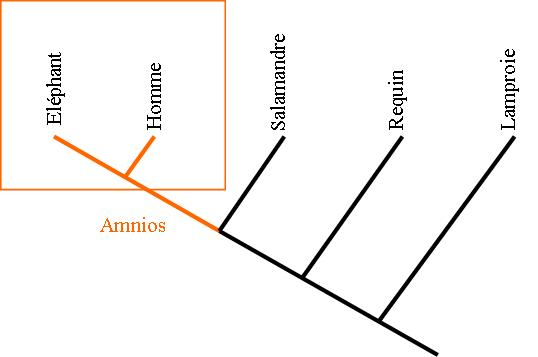 Eléphant
Homme
Salamandre
Requin
Lamproie
Amnios